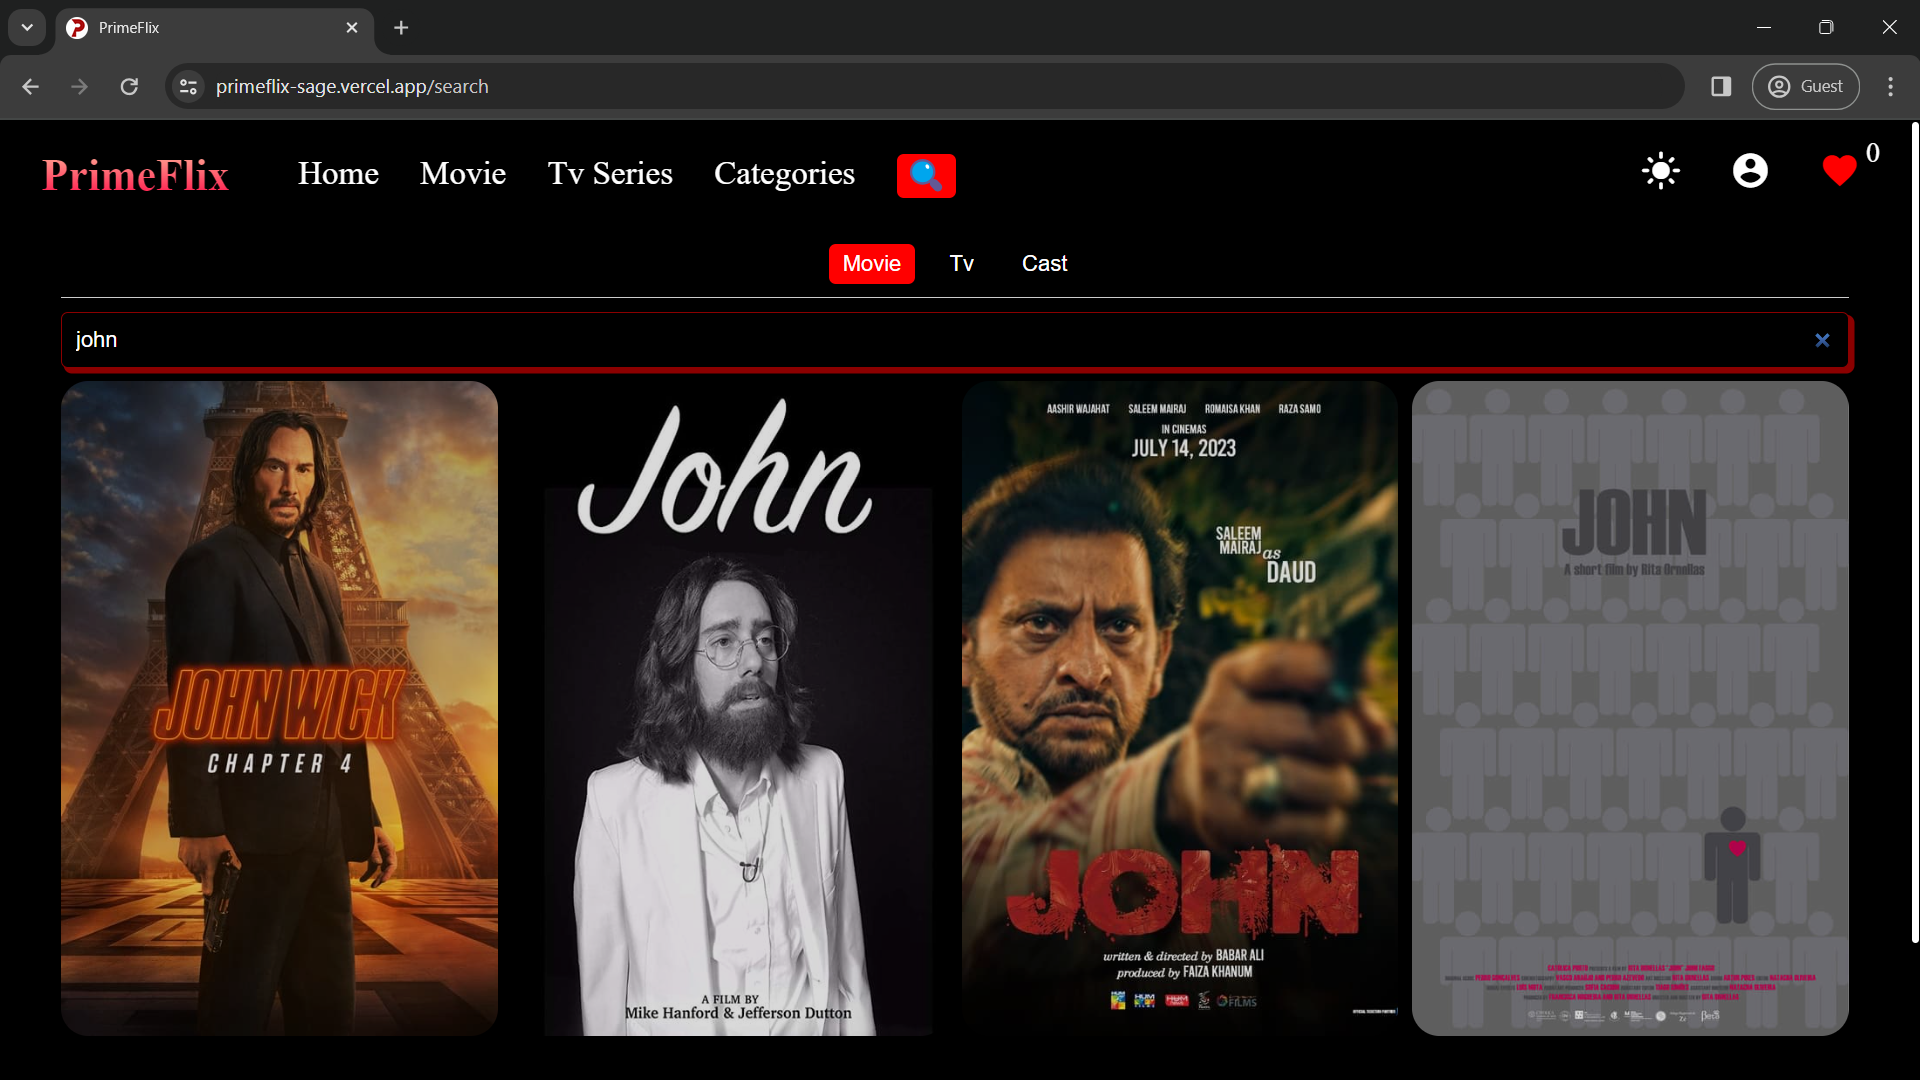 PrimeFlix
primeflix-sage.vercel.app/search
Guest
PrimeFlix
Home
Movie
Tv Series
Categories
0
Movie
Tv
Cast
john
JOHN WICK
CHAPTER 4
John
A FILM BY
Mike Hanford & Jefferson Dutton
AASHIR WAJAHAT SALEEM MAIRAJ ROMAISA KHAN RAZA SAMO
IN CINEMAS
JULY 14, 2023
SALEEM
MAIRAJ as
DAUD
JOHN
written & directed by BABAR ALI
produced by FAIZA KHANUM
JOHN
A short film by Rita Ornellas